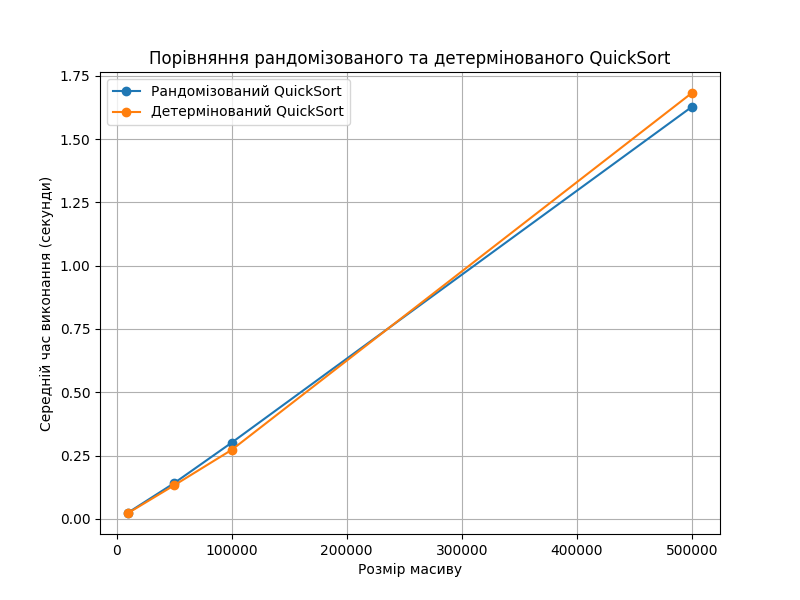 Порівняння рандомізованого та детермінованого QuickSort
Рандомізований QuickSort
Детермінований QuickSort
Середній час виконання (секунди)
1.75
1.50
1.25
1.00
0.75
0.50
0.25
0.00
0 100000 200000 300000 400000 500000
Розмір масиву